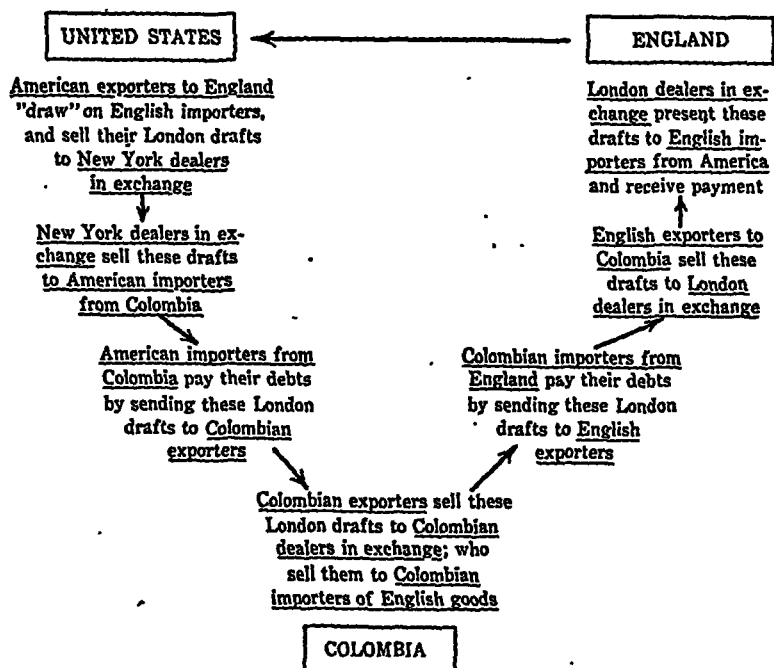 UNITED STATES
American exporters to England
"draw" on English importers,
and sell their London drafts
to New York dealers
in exchange
New York dealers in ex-
change sell these drafts
to American importers
from Colombia
American importers from
Colombia pay their debts
by sending these London
drafts to Colombian
exporters
Colombian exporters sell these
London drafts to Colombian
dealers in exchange; who
sell them to Colombian
importers of English goods
COLOMBIA
Colombian importers from
England pay their debts
by sending these London
drafts to English
exporters
English exporters to
Colombia sell these
drafts to London
dealers in exchange
London dealers in ex-
change present these
drafts to English im-
porters from America
and receive payment
ENGLAND